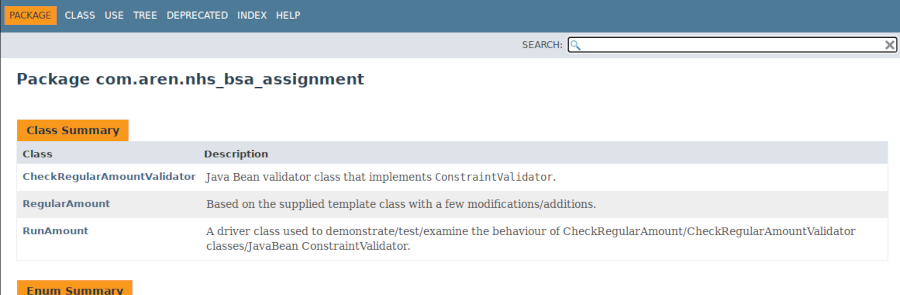 PACKAGE CLASS USE TREE DEPRECATED INDEX HELP
SEARCH:
Package com.aren.nhs_bsa_assignment
Class Summary
Class Description
CheckRegularAmountValidator Java Bean validator class that implements ConstraintValidator.
RegularAmount Based on the supplied template class with a few modifications/additions.
RunAmount A driver class used to demonstrate/test/examine the behaviour of CheckRegularAmount/CheckRegularAmountValidator
classes/JavaBean ConstraintValidator.
Enum Summary